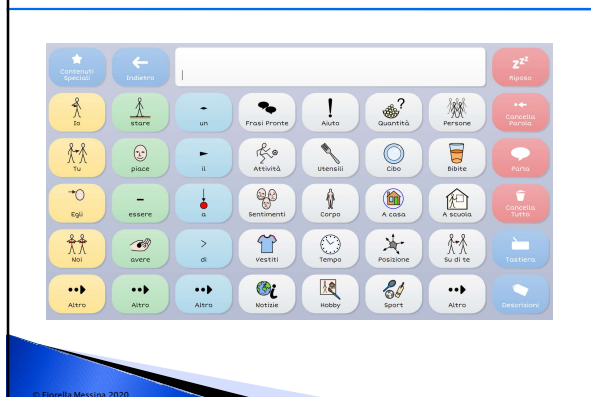 Contenuti
Speciali
Indietro
zzz
Riposo
Io
stare
un
Frasi Pronte
!
Aiuto
?
Quantità
Persone
Cancella
Parola
Tu
piace
il
Attività
Utensili
Cibo
Bibite
Parla
Egli
essere
a
Sentimenti
Corpo
A casa
A scuola
Cancella
Tutto
Noi
avere
>
di
Vestiti
Tempo
Posizione
Su di te
Tastiera
Altro
Altro
Altro
i
Notizie
Hobby
Sport
Altro
Descrizioni
© Fiorella Messina 2020